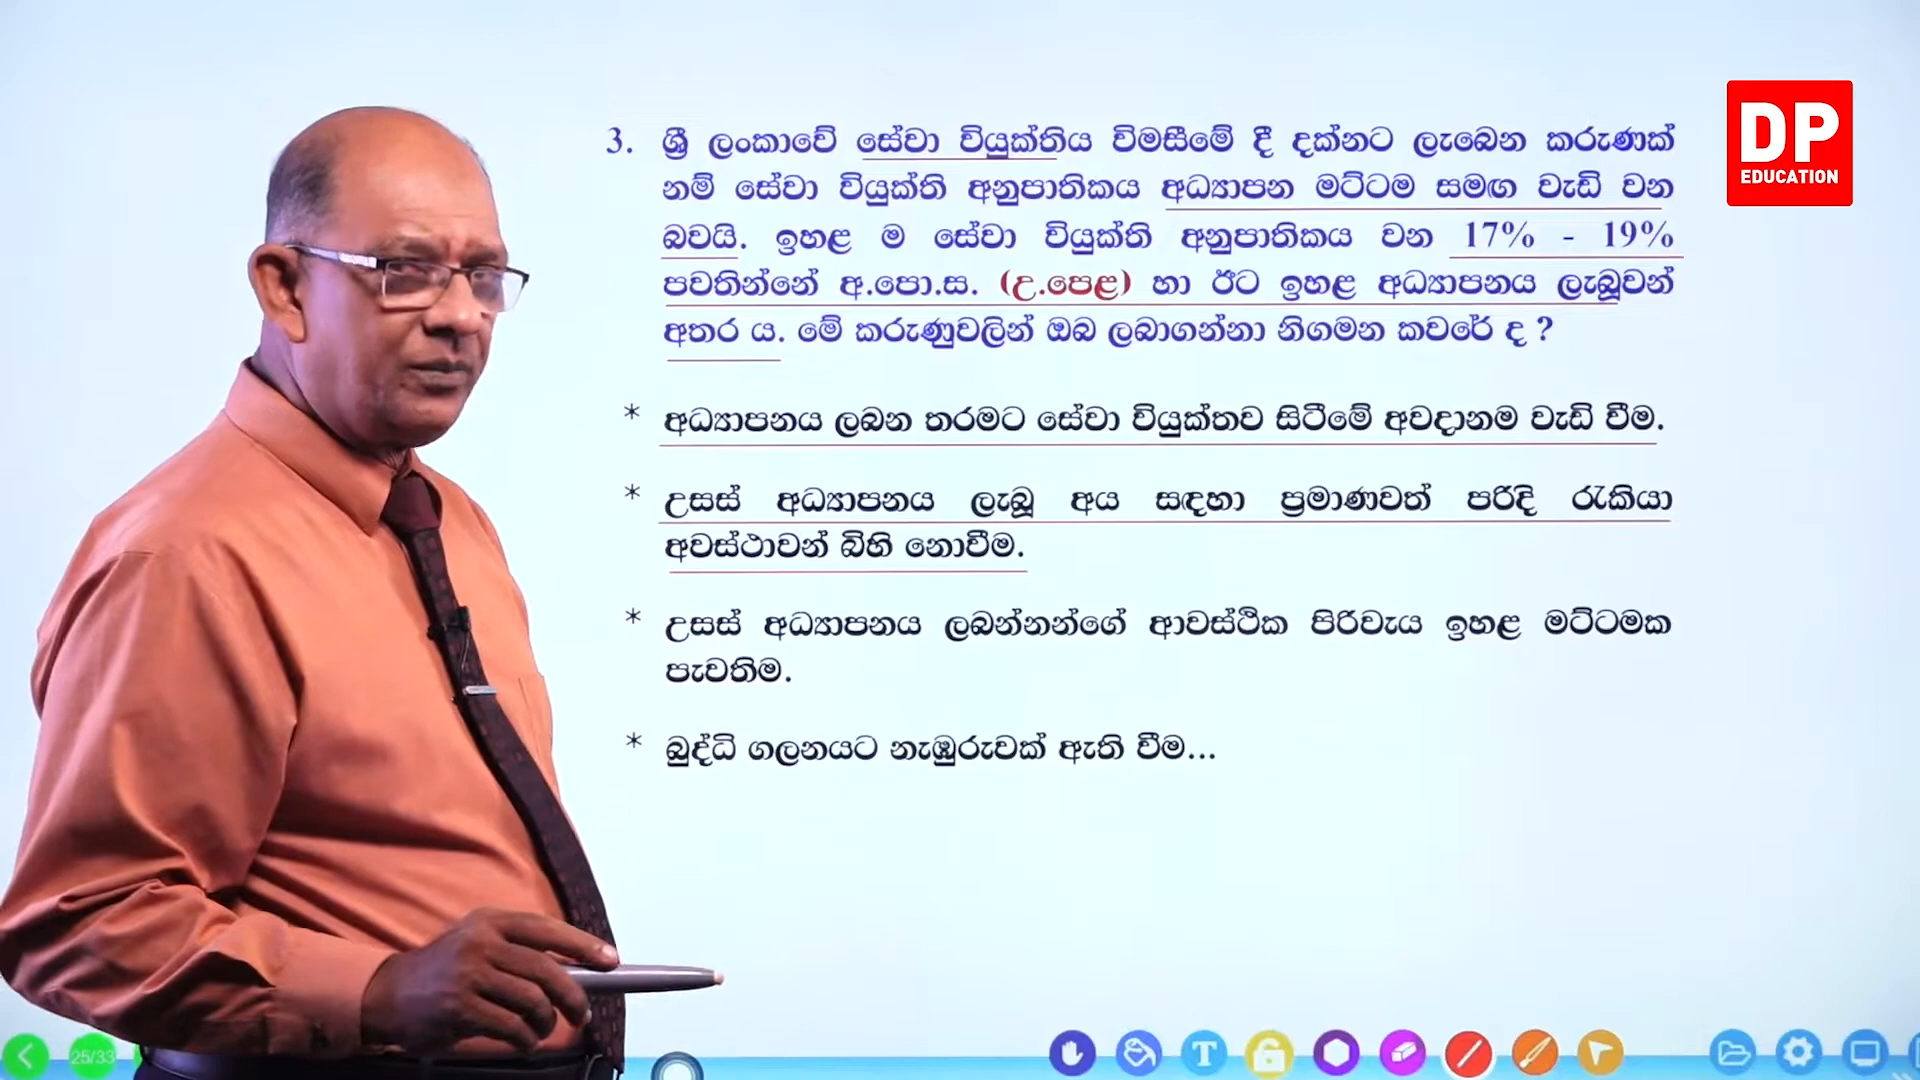 DP
EDUCATION
3. ශ්‍රී ලංකාවේ සේවා වියුක්තිය විමසීමේ දී දක්නට ලැබෙන කරුණක්
නම් සේවා වියුක්ති අනුපාතිකය අධ්‍යාපන මට්ටම සමඟ වැඩි වන
බවයි. ඉහළ ම සේවා වියුක්ති අනුපාතිකය වන 17% - 19%
පවතින්නේ අ.පො.ස. (උ.පෙළ) හා ඊට ඉහළ අධ්‍යාපනය ලැබූවන්
අතර ය. මේ කරුණුවලින් ඔබ ලබාගන්නා නිගමන කවරේ ද ?
* අධ්‍යාපනය ලබන තරමට සේවා වියුක්තව සිටීමේ අවදානම වැඩි වීම.
* උසස් අධ්‍යාපනය ලැබූ අය සඳහා ප්‍රමාණවත් පරිදි රැකියා
අවස්ථාවන් බිහි නොවීම.
* උසස් අධ්‍යාපනය ලබන්නන්ගේ ආවස්ථික පිරිවැය ඉහළ මට්ටමක
පැවතිම.
* බුද්ධි ගලනයට නැඹුරුවක් ඇති වීම...
25/33
T